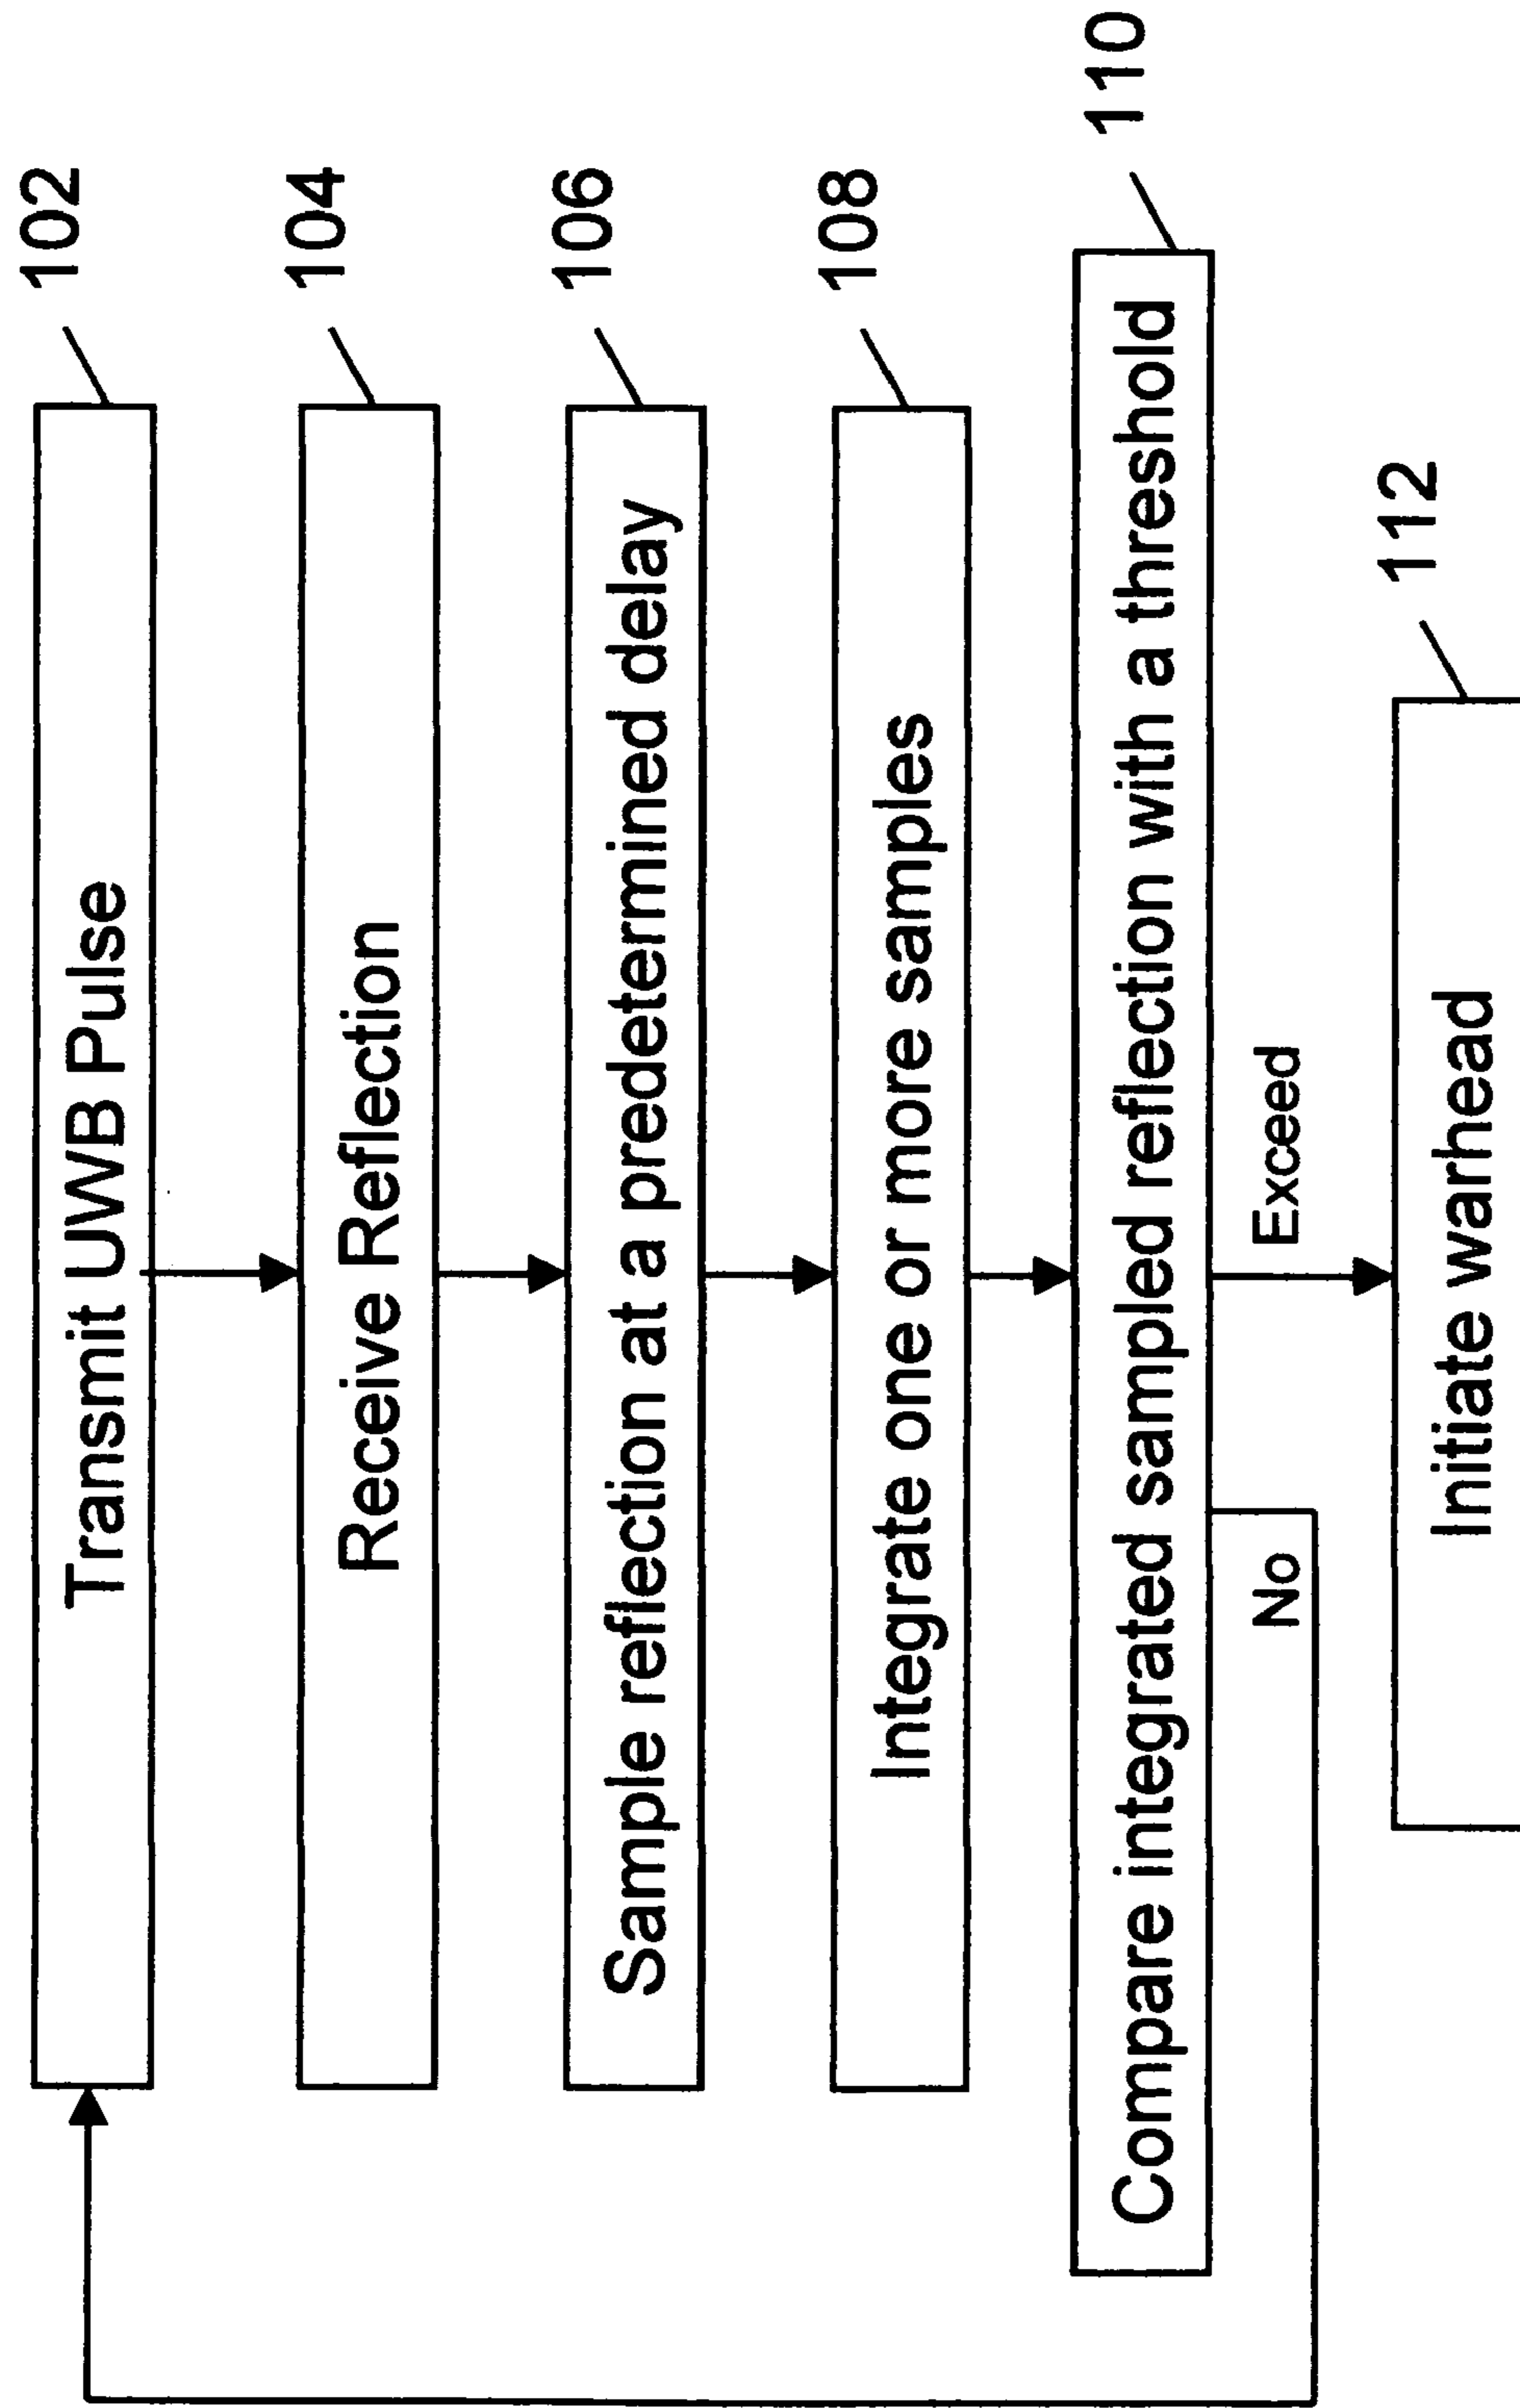 102
Transmit UWB Pulse
104
Receive Reflection
106
Sample reflection at a predetermined delay
108
Integrate one or more samples
110
Compare integrated sampled reflection with a threshold
No
Exceed
112
Initiate warhead